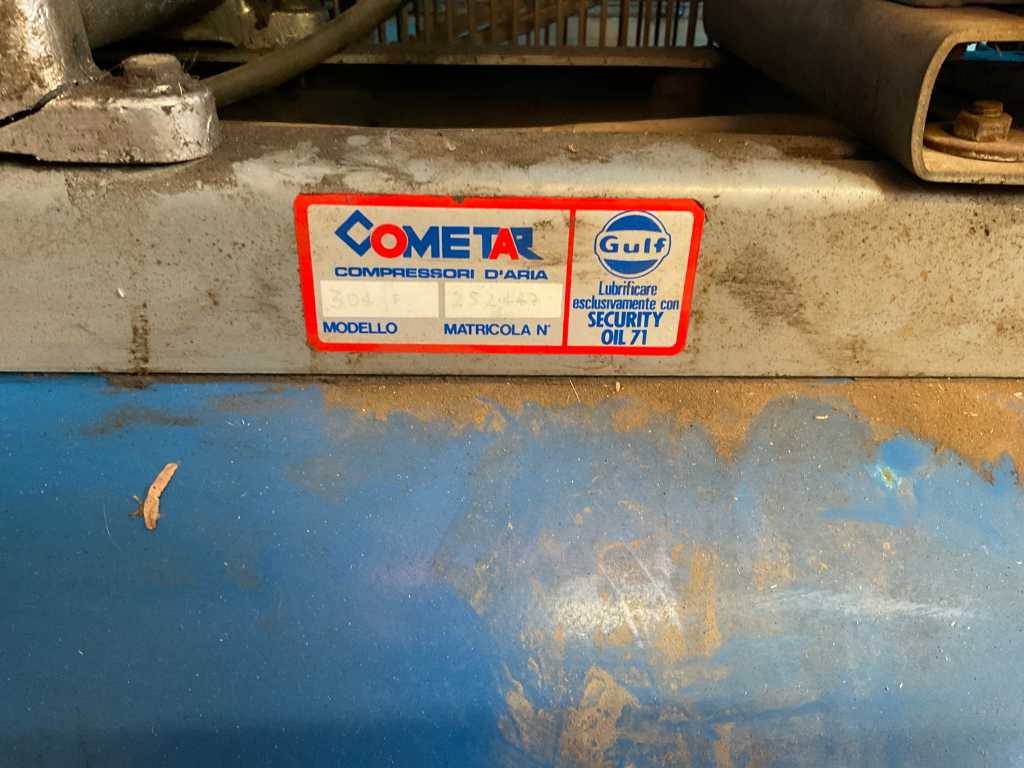 COMETAR
COMPRESSORI D'ARIA
MODELLO
MATRICOLA N°
Gulf
Lubrificare
esclusivamente con
SECURITY
OIL 71